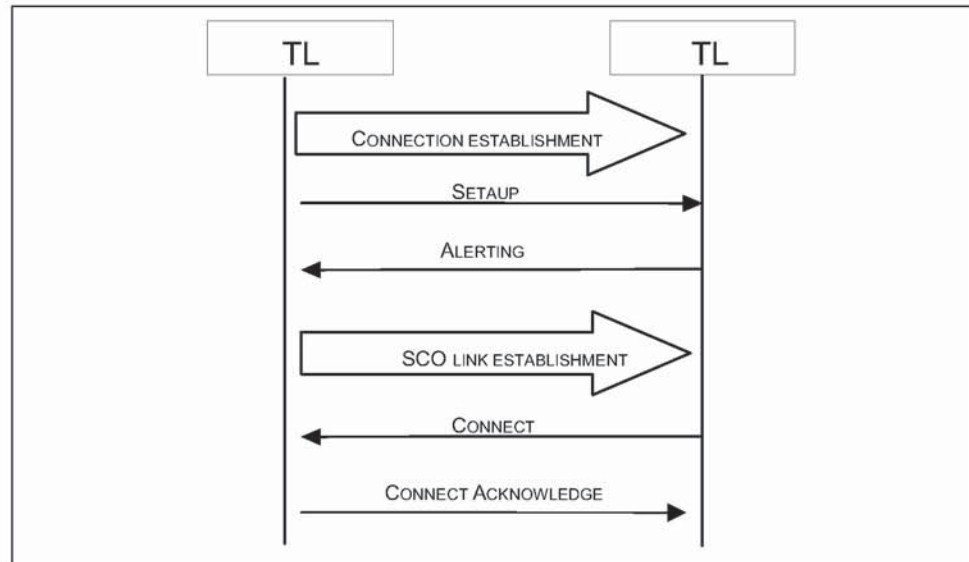 TL
TL
CONNECTION ESTABLISHMENT
SETAUP
ALERTING
SCO LINK ESTABLISHMENT
CONNECT
CONNECT ACKNOWLEDGE